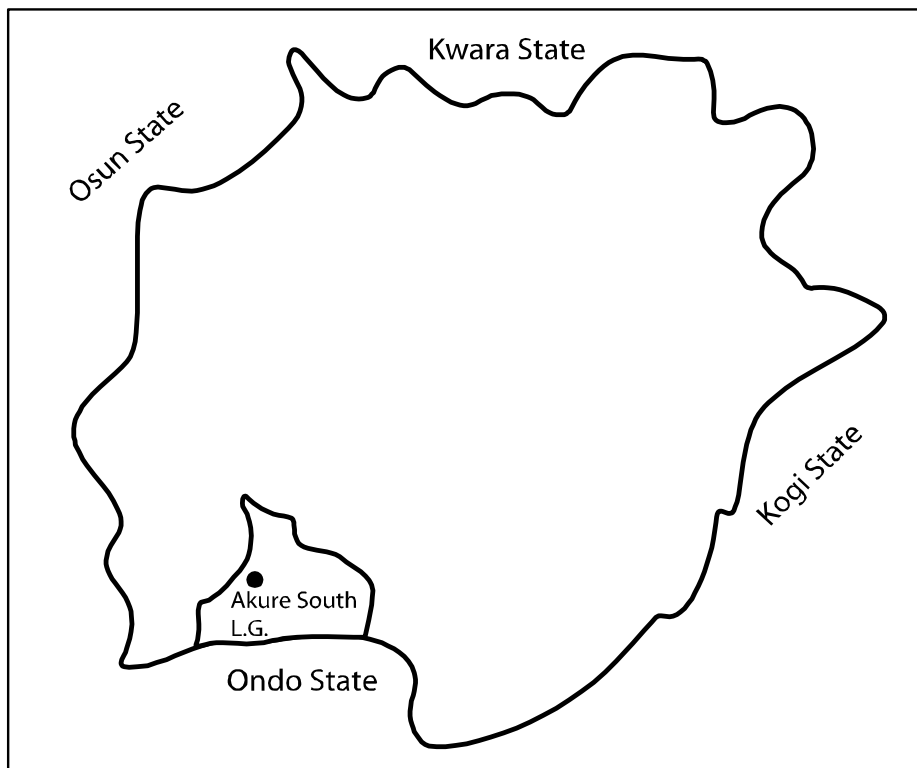 Kwara State
Osun State
Kogi State
Akure South
L.G.
Ondo State